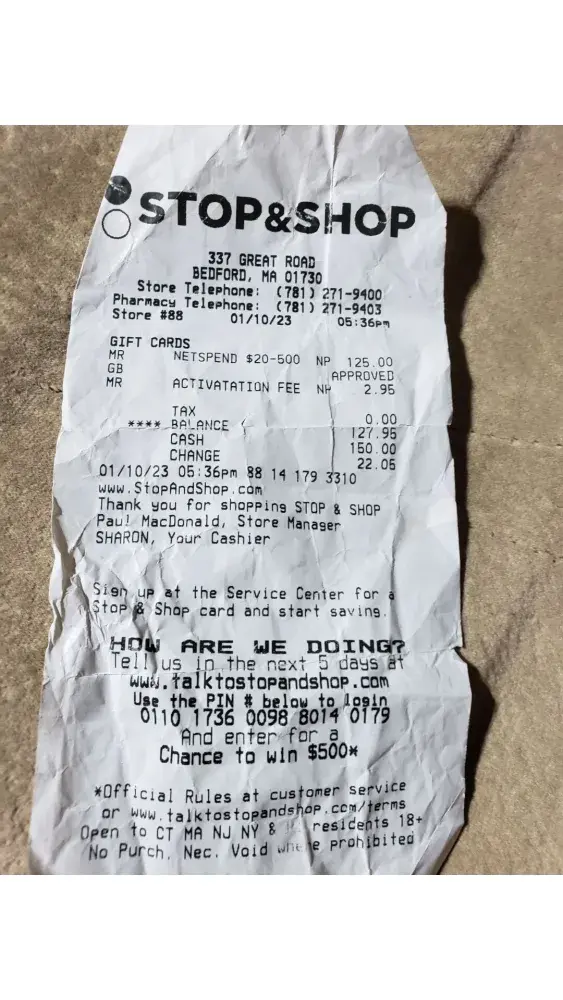 STOP&SHOP
337 GREAT ROAD
BEDFORD, MA 01730
Store Telephone: (781) 271-9400
Pharmacy Telephone: (781) 271-9403
Store #88 01/10/23 05:36pm
GIFT CARDS
MR NETSPEND $20-500 NP 125.00
GB APPROVED
MR ACTIVATATION FEE NP 2.95
TAX 0.00
**** BALANCE 127.95
CASH 150.00
CHANGE 22.05
01/10/23 05:36pm 88 14 179 3310
www.StopAndShop.com
Thank you for shopping STOP & SHOP
Paul MacDonald, Store Manager
SHARON, Your Cashier
Sign up at the Service Center for a
Stop & Shop card and start saving.
HOW ARE WE DOING?
Tell us in the next 5 days at
www.talktostopandshop.com
Use the PIN # below to login
0110 1736 0098 8014 0179
And enter for a
Chance to win $500*
*Official Rules at customer service
or www.talktostopandshop.com/terms
Open to CT MA NJ NY & residents 18+
No Purch. Nec. Void where prohibited